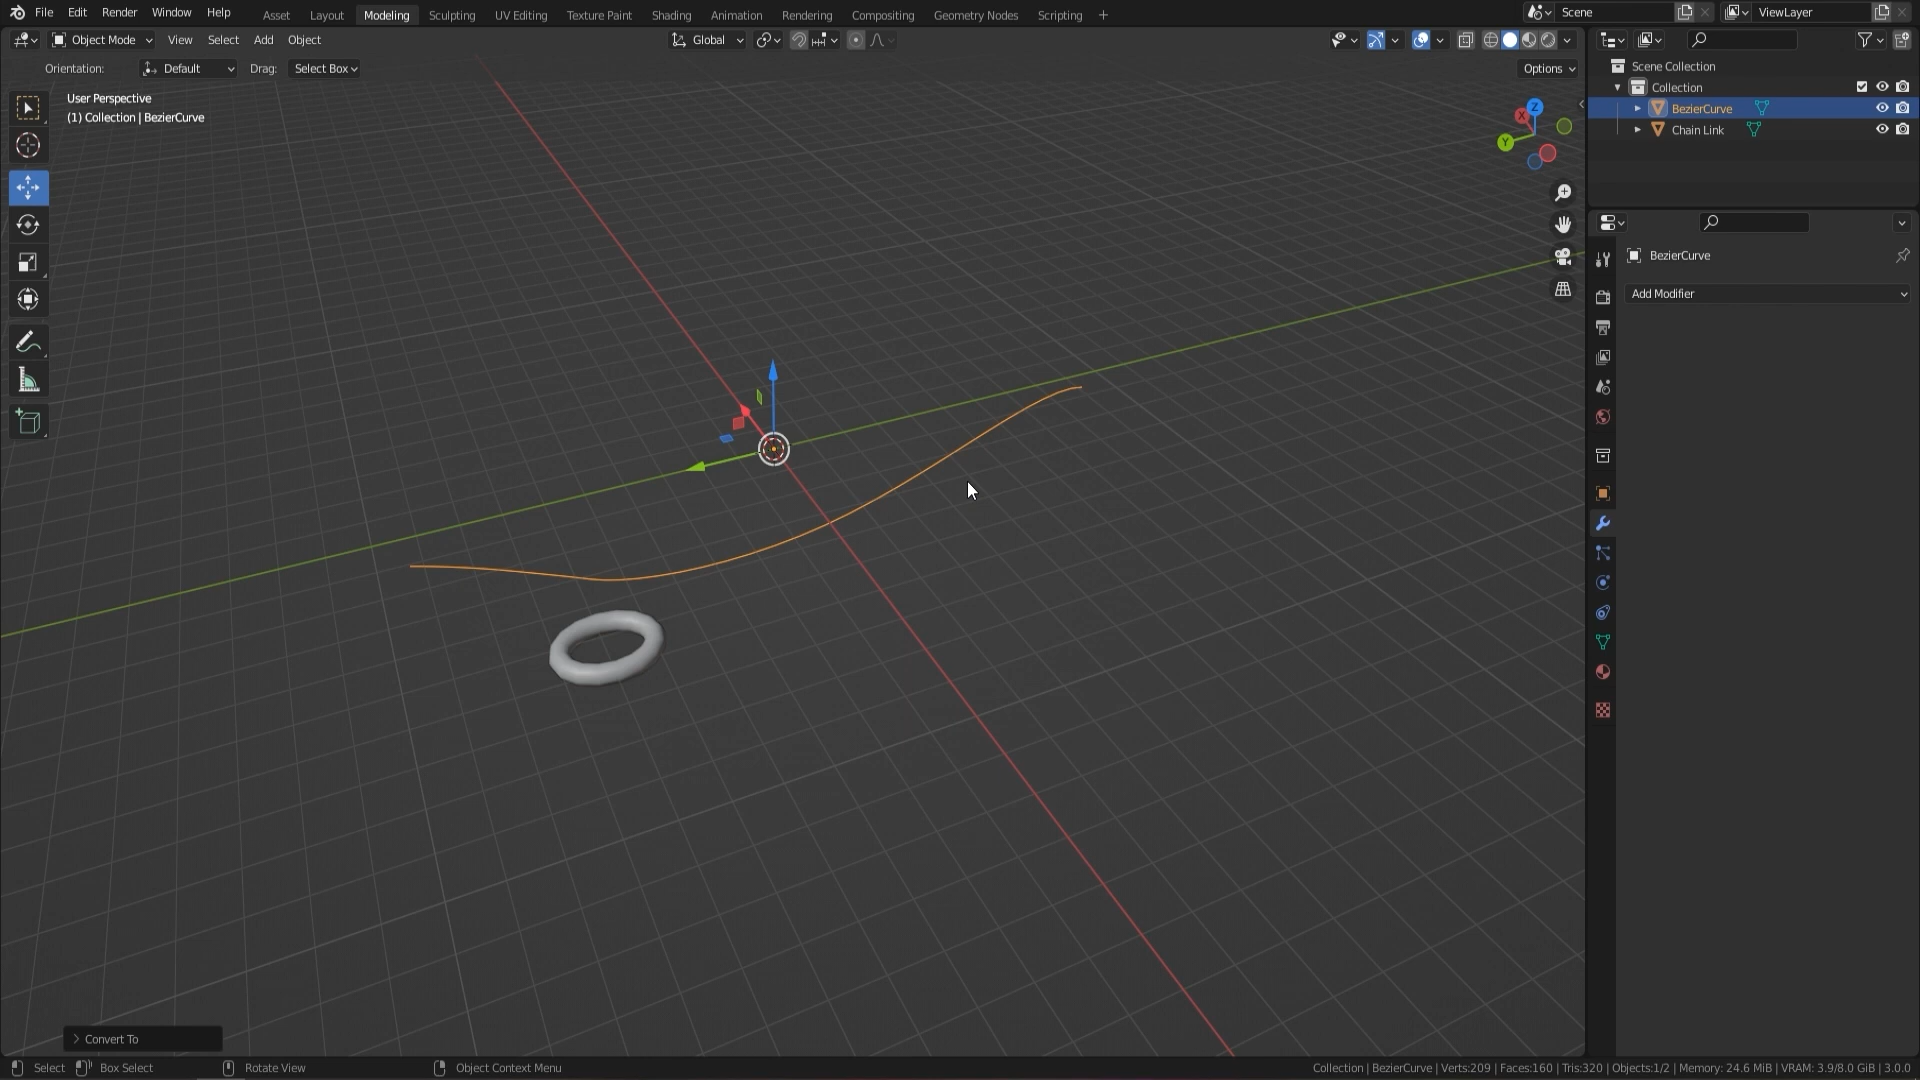 File Edit Render Window Help Asset Layout Modeling Sculpting UV Editing Texture Paint Shading Animation Rendering Compositing Geometry Nodes Scripting + Scene ViewLayer
Object Mode View Select Add Object Global
Orientation: Default Drag: Select Box Options
User Perspective
(1) Collection | BezierCurve
Z
X
Y
Scene Collection
Collection
BezierCurve
Chain Link
BezierCurve
Add Modifier
Convert To
Select Box Select Rotate View Object Context Menu Collection | BezierCurve | Verts:209 | Faces:160 | Tris:320 | Objects:1/2 | Memory: 24.6 MiB | VRAM: 3.9/8.0 GiB | 3.0.0